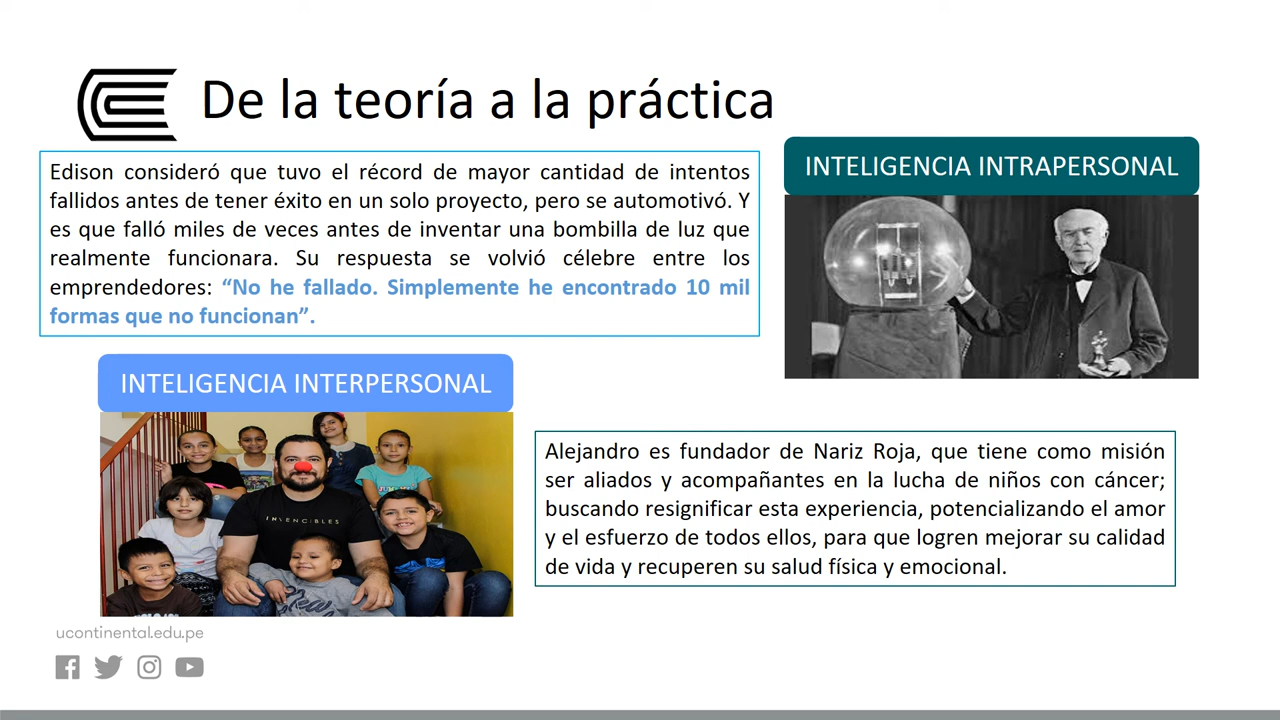 De la teoría a la práctica
Edison consideró que tuvo el récord de mayor cantidad de intentos
fallidos antes de tener éxito en un solo proyecto, pero se automotivó. Y
es que falló miles de veces antes de inventar una bombilla de luz que
realmente funcionara. Su respuesta se volvió célebre entre los
emprendedores: “No he fallado. Simplemente he encontrado 10 mil
formas que no funcionan”.
INTELIGENCIA INTRAPERSONAL
INTELIGENCIA INTERPERSONAL
INVENCIBLES
Alejandro es fundador de Nariz Roja, que tiene como misión
ser aliados y acompañantes en la lucha de niños con cáncer;
buscando resignificar esta experiencia, potencializando el amor
y el esfuerzo de todos ellos, para que logren mejorar su calidad
de vida y recuperen su salud física y emocional.
ucontinental.edu.pe